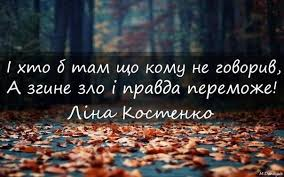 І хто б там що кому не говорив,
А згине зло і правда переможе!
Ліна Костенко